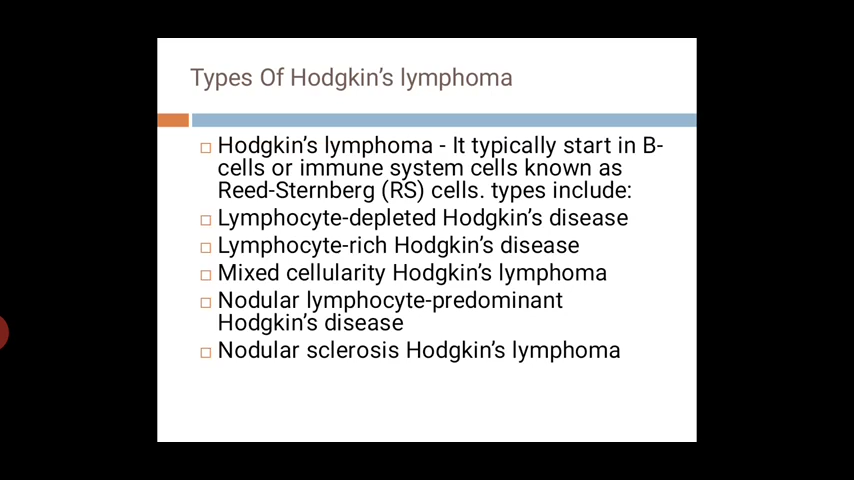 Types Of Hodgkin's lymphoma
Hodgkin's lymphoma - It typically start in B-
cells or immune system cells known as
Reed-Sternberg (RS) cells. types include:
Lymphocyte-depleted Hodgkin's disease
Lymphocyte-rich Hodgkin's disease
Mixed cellularity Hodgkin's lymphoma
Nodular lymphocyte-predominant
Hodgkin's disease
Nodular sclerosis Hodgkin's lymphoma